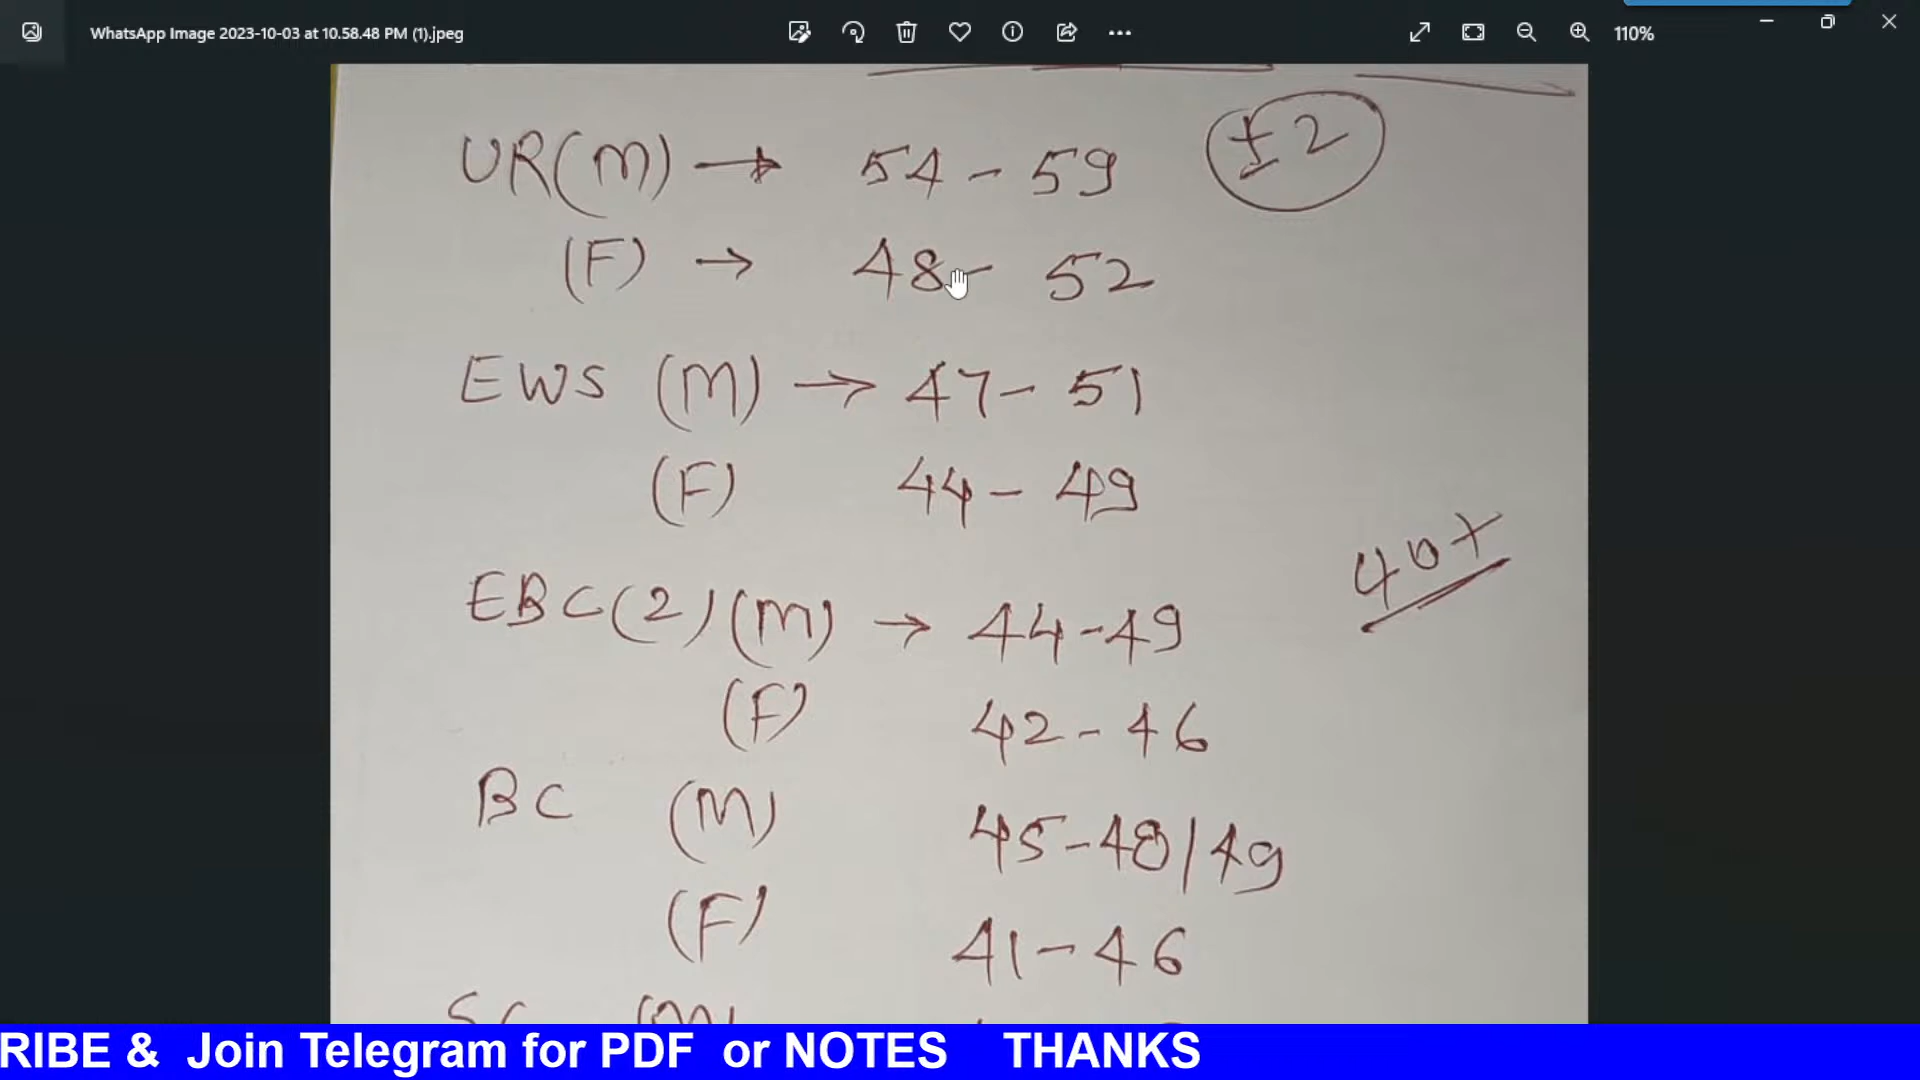 WhatsApp Image 2023-10-03 at 10.58.48 PM (1).jpeg
110%
UR(M) → 54 - 59
±2
(F) → 48 - 52
EWS (M) → 47 - 51
(F) 44 - 49
40+
EBC(2)(M) → 44-49
(F) 42 - 46
BC (M) 45-48/49
(F) 41-46
SC (M)
RIBE & Join Telegram for PDF or NOTES THANKS